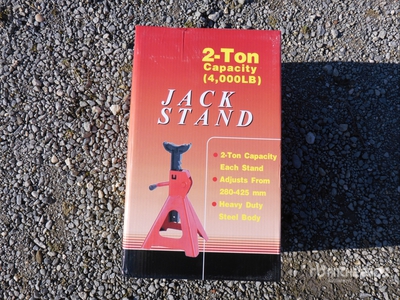 2-Ton
Capacity
(4,000LB)
JACK
STAND
2-Ton Capacity
Each Stand
Adjusts From
280-425 mm
Heavy Duty
Steel Body